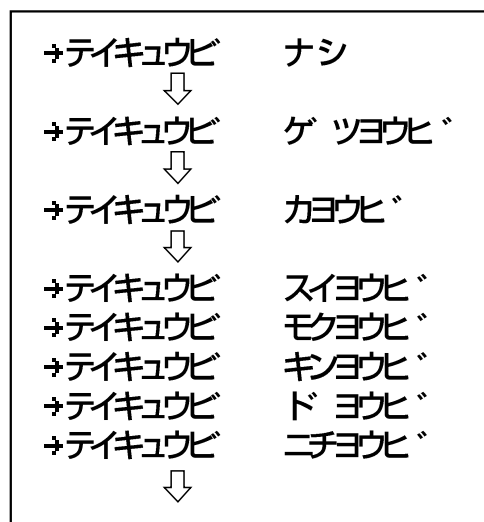 →テイキュウビ　ナシ
⇩
→テイキュウビ　ゲツヨウビ
⇩
→テイキュウビ　カヨウビ
⇩
→テイキュウビ　スイヨウビ
→テイキュウビ　モクヨウビ
→テイキュウビ　キンヨウビ
→テイキュウビ　ドヨウビ
→テイキュウビ　ニチヨウビ
⇩